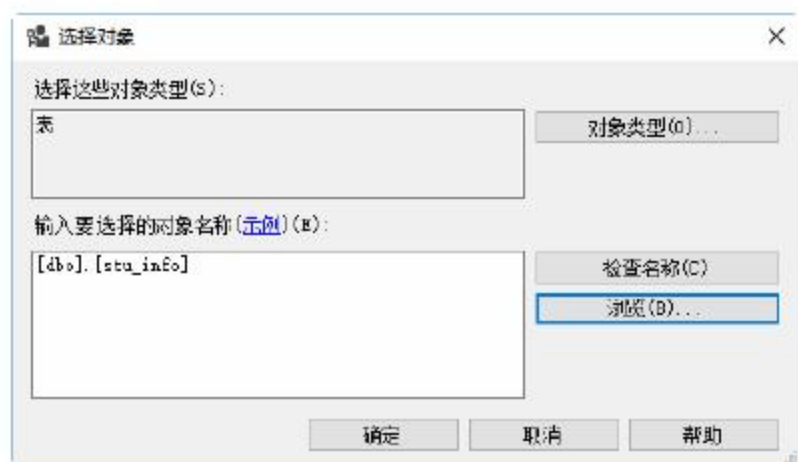 选择对象
选择这些对象类型(S):
表
对象类型(O)...
输入要选择的对象名称(示例)(E):
[dbo].[stu_info]
检查名称(C)
浏览(B)...
确定
取消
帮助